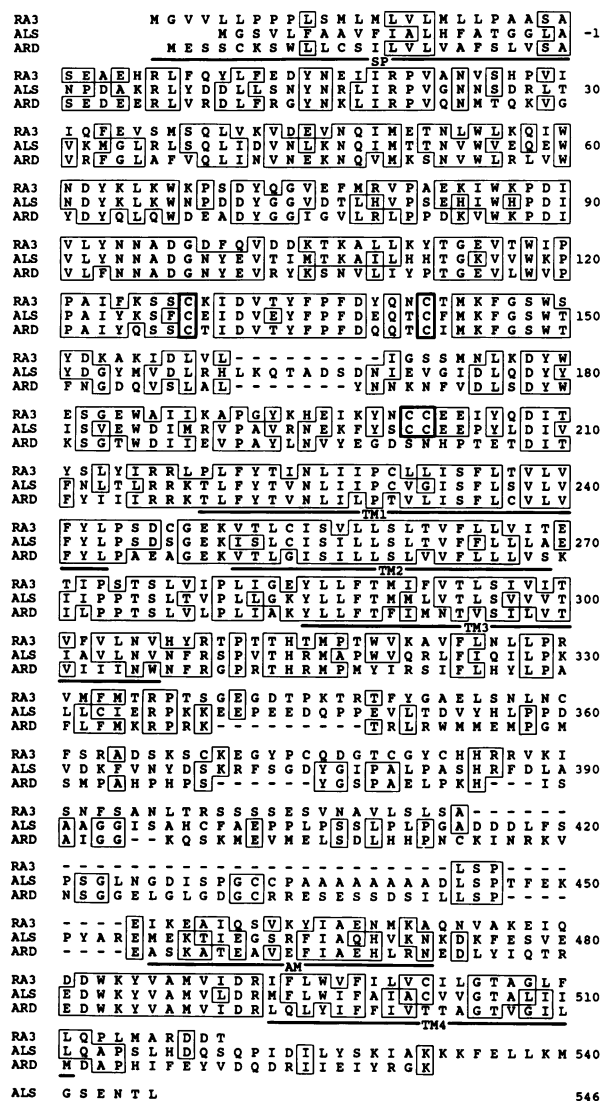 RA3 M G V V L L P P P L S M L M L V L M L L P A A S A
ALS M G S V L F A A V F I A L H F A T G G L A -1
ARD M E S S C K S W L L C S I L V L V A F S L V S A
SP
RA3 S E A E H R L F Q Y L F E D Y N E I I R P V A N V S H P V I
ALS N P D A K R L Y D D L L S N Y N R L I R P V G N N S D R L T 30
ARD S E D E E R L V R D L F R G Y N K L I R P V Q N M T Q K V G
RA3 I Q F E V S M S Q L V K V D E V N Q I M E T N L W L K Q I W
ALS V K M G L R L S Q L I D V N L K N Q I M T T N V W V E Q E W 60
ARD V R F G L A F V Q L I N V N E K N Q V M K S N V W L R L V W
RA3 N D Y K L K W K P S D Y Q G V E F M R V P A E K I W K P D I
ALS N D Y K L K W N P D D Y G G V D T L H V P S E H I W H P D I 90
ARD Y D Y Q L Q W D E A D Y G G I G V L R L P P D K V W K P D I
RA3 V L Y N N A D G D F Q V D D K T K A L L K Y T G E V T W I P
ALS V L Y N N A D G N Y E V T I M T K A I L H H T G K V V W K P 120
ARD V L F N N A D G N Y E V R Y K S N V L I Y P T G E V L W V P
RA3 P A I F K S S C K I D V T Y F P F D Y Q N C T M K F G S W S
ALS P A I Y K S F C E I D V E Y F P F D E Q T C F M K F G S W T 150
ARD P A I Y Q S S C T I D V T Y F P F D Q Q T C I M K F G S W T
RA3 Y D K A K I D L V L - - - - - - - I G S S M N L K D Y W
ALS Y D G Y M V D L R H L K Q T A D S D N I E V G I D L Q D Y Y 180
ARD F N G D Q V S L A L - - - - - - - Y N N K N F V D L S D Y W
RA3 E S G E W A I I K A P G Y K H E I K Y N C C E E I Y Q D I T
ALS I S V E W D I M R V P A V R N E K F Y S C C E E P Y L D I V 210
ARD K S G T W D I I E V P A Y L N V Y E G D S N H P T E T D I T
RA3 Y S L Y I R R L P L F Y T I N L I I P C L L I S F L T V L V
ALS F N L T L R R K T L F Y T V N L I I P C V G I S F L S V L V 240
ARD F Y I I I R R K T L F Y T V N L I L P T V L I S F L C V L V
TM1
RA3 F Y L P S D C G E K V T L C I S V L L S L T V F L L V I T E
ALS F Y L P S D S G E K I S L C I S I L L S L T V F F L L L A E 270
ARD F Y L P A E A G E K V T L G I S I L L S L V V F L L L V S K
TM2
RA3 T I P S T S L V I P L I G E Y L L F T M I F V T L S I V I T
ALS I I P P T S L T V P L L G K Y L L F T M M L V T L S V V V T 300
ARD I L P P T S L V L P L I A K Y L L F T F I M N T V S I L V T
TM3
RA3 V F V L N V H Y R T P T T H T M P T W V K A V F L N L L P R
ALS I A V L N V N F R S P V T H R M A P W V Q R L F I Q I L P K 330
ARD V I I I N W N F R G P R T H R M P M Y I R S I F L H Y L P A
RA3 V M F M T R P T S G E G D T P K T R T F Y G A E L S N L N C
ALS L L C I E R P K K E E P E E D Q P P E V L T D V Y H L P P D 360
ARD F L F M K R P R K - - - - - - - T R L R W M M E M P G M
RA3 F S R A D S K S C K E G Y P C Q D G T C G Y C H H R R V K I
ALS V D K F V N Y D S K R F S G D Y G I P A L P A S H R F D L A 390
ARD S M P A H P H P S - - - - - Y G S P A E L P K H - - I S
RA3 S N F S A N L T R S S S S E S V N A V L S L S A - - - - -
ALS A A G G I S A H C F A E P P L P S S L P L P G A D D D L F S 420
ARD A I G G - K Q S K M E V M E L S D L H H P N C K I N R K V
RA3 - - - - - - - - - - - - - - - - - - - - L S P - - - -
ALS P S G L N G D I S P G C C P A A A A A A A A D L S P T F E K 450
ARD N S G G E L G L G D G C R R E S E S S D S I L L S P - - - -
RA3 - - - - E I K E A I Q S V K Y I A E N M K A Q N V A K E I Q
ALS P Y A R E M E K T I E G S R F I A Q H V K N K D K F E S V E 480
ARD - - - - E A S K A T E A V E F I A E H L R N E D L Y I Q T R
AM
RA3 D D W K Y V A M V I D R I F L W V F I L V C I L G T A G L F
ALS E D W K Y V A M V L D R M F L W I F A I A C V V G T A L I I 510
ARD E D W K Y V A M V I D R L Q L Y I F F I V T T A G T V G I L
TM4
RA3 L Q P L M A R D D T
ALS L Q A P S L H D Q S Q P I D I L Y S K I A K K K F E L L K M 540
ARD M D A P H I F E Y V D Q D R I I E I Y R G K
ALS G S E N T L 546